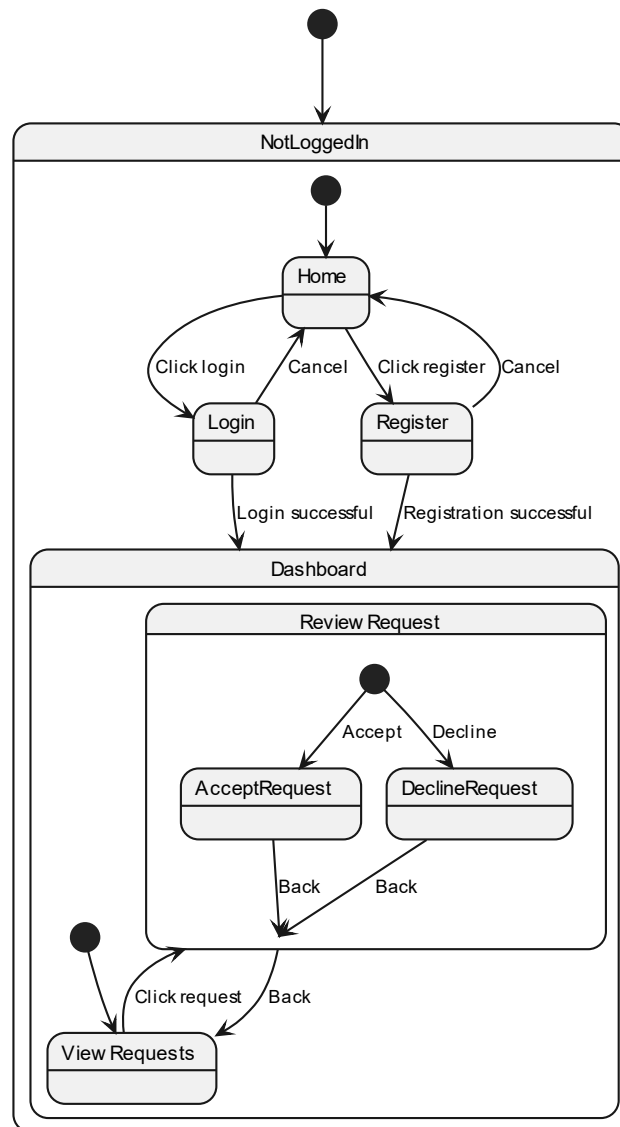 NotLoggedIn
Home
Click login
Cancel
Click register
Cancel
Login
Register
Login successful
Registration successful
Dashboard
Review Request
Accept
Decline
AcceptRequest
DeclineRequest
Back
Back
Click request
Back
View Requests